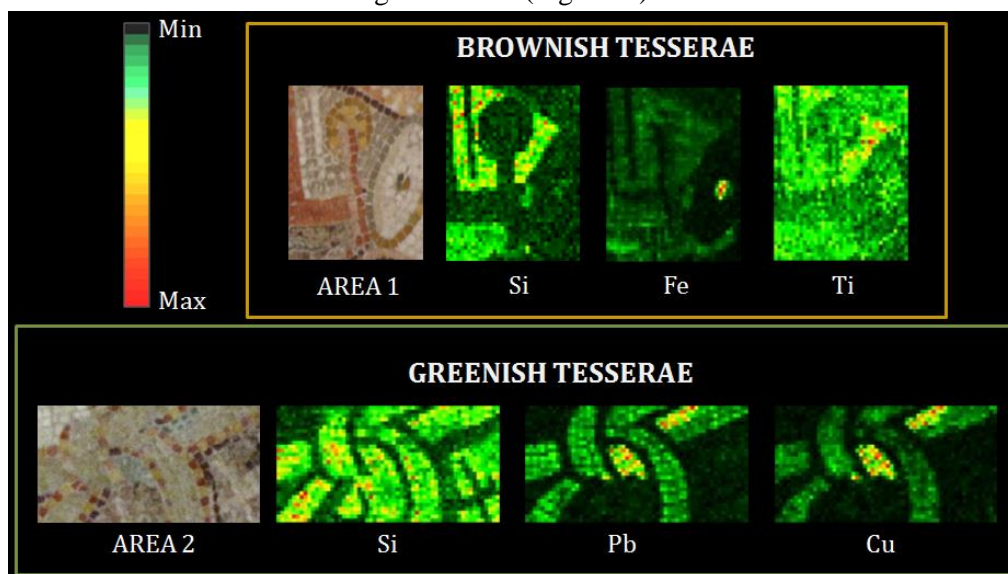 Min
Max
BROWNISH TESSERAE
AREA 1
Si
Fe
Ti
GREENISH TESSERAE
AREA 2
Si
Pb
Cu